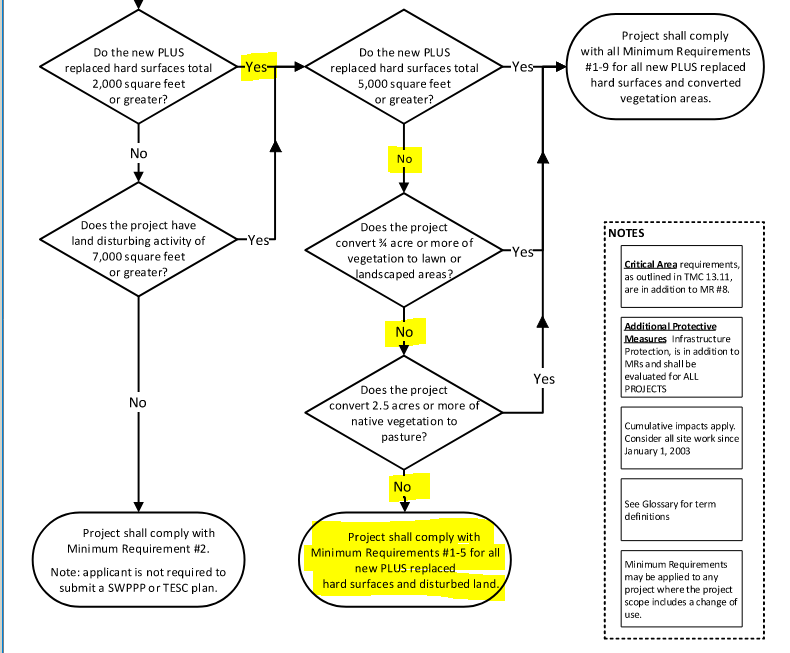 Do the new PLUS
replaced hard surfaces total
2,000 square feet
or greater?
Yes
Do the new PLUS
replaced hard surfaces total
5,000 square feet
or greater?
Yes
Project shall comply
with all Minimum Requirements
#1-9 for all new PLUS replaced
hard surfaces and converted
vegetation areas.
No
No
Does the project have
land disturbing activity of
7,000 square feet
or greater?
Yes
Does the project
convert ¾ acre or more of
vegetation to lawn or
landscaped areas?
Yes
No
Does the project
convert 2.5 acres or more of
native vegetation to
pasture?
Yes
No
No
Project shall comply with
Minimum Requirement #2.
Note: applicant is not required to
submit a SWPPP or TESC plan.
Project shall comply with
Minimum Requirements #1-5 for all
new PLUS replaced
hard surfaces and disturbed land.
NOTES
Critical Area requirements,
as outlined in TMC 13.11,
are in addition to MR #8.
Additional Protective
Measures Infrastructure
Protection, is in addition to
MRs and shall be
evaluated for ALL
PROJECTS
Cumulative impacts apply.
Consider all site work since
January 1, 2003
See Glossary for term
definitions
Minimum Requirements
may be applied to any
project where the project
scope includes a change of
use.